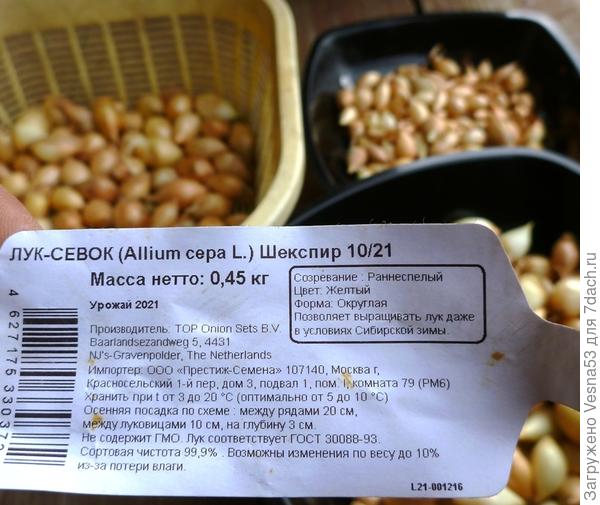 ЛУК-СЕВОК (Allium cepa L.) Шекспир 10/21
Масса нетто: 0,45 кг
Урожай 2021
Созревание : Раннеспелый
Цвет: Желтый
Форма: Округлая
Позволяет выращивать лук даже
в условиях Сибирской зимы.
Производитель: TOP Onion Sets B.V.
Baarlandsezandweg 5, 4431
NJ's-Gravenpolder, The Netherlands
Импортер: ООО «Престиж-Семена» 107140, Москва г,
Красносельский 1-й пер, дом 3, подвал 1, пом. I,комната 79 (РМ6)
Хранить при t от 3 до 20 °C (оптимально от 5 до 10 °C)
Осенняя посадка по схеме : между рядами 20 см,
между луковицами 10 см, на глубину 3 см.
Не содержит ГМО. Лук соответствует ГОСТ 30088-93.
Сортовая чистота 99,9% . Возможны изменения по весу до 10%
из-за потери влаги.
L21-001216
Загружено Vesna53 для 7dach.ru